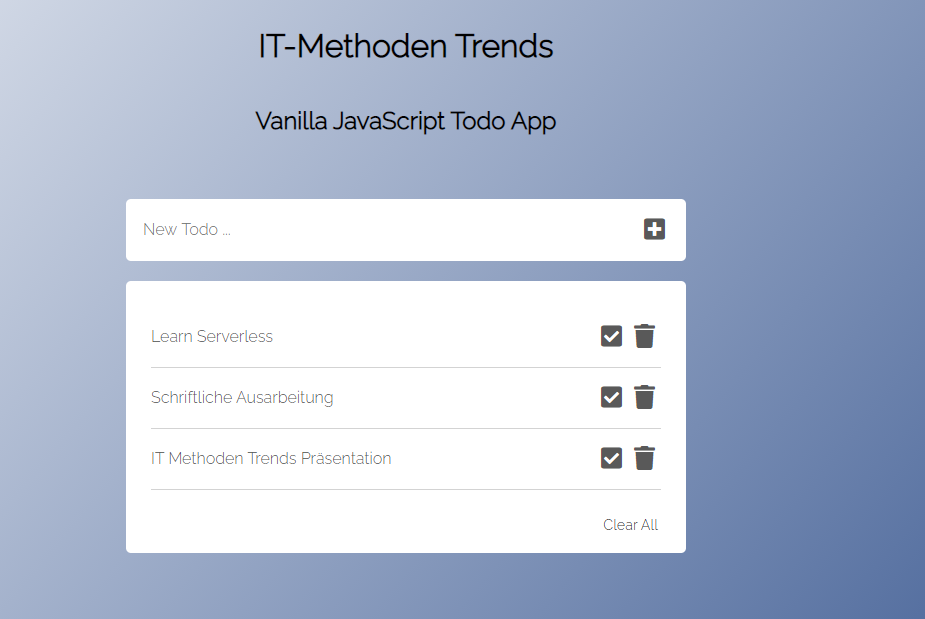 IT-Methoden Trends
Vanilla JavaScript Todo App
New Todo ...
Learn Serverless
Schriftliche Ausarbeitung
IT Methoden Trends Präsentation
Clear All